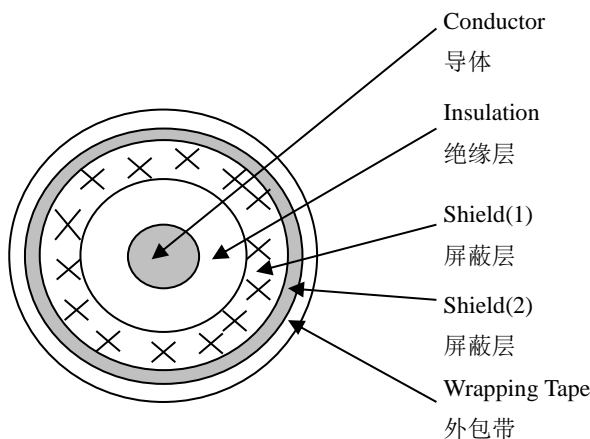 Conductor
导体
Insulation
绝缘层
Shield(1)
屏蔽层
Shield(2)
屏蔽层
Wrapping Tape
外包带